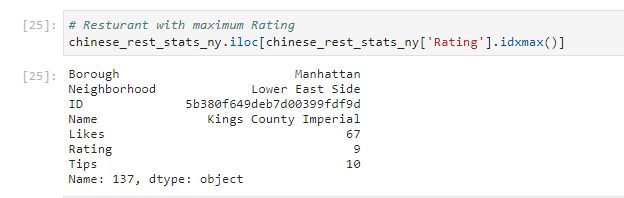 [25]: # Resturant with maximum Rating
chinese_rest_stats_ny.iloc[chinese_rest_stats_ny['Rating'].idxmax()]
[25]: Borough Manhattan
Neighborhood Lower East Side
ID 5b380f649deb7d00399fdf9d
Name Kings County Imperial
Likes 67
Rating 9
Tips 10
Name: 137, dtype: object